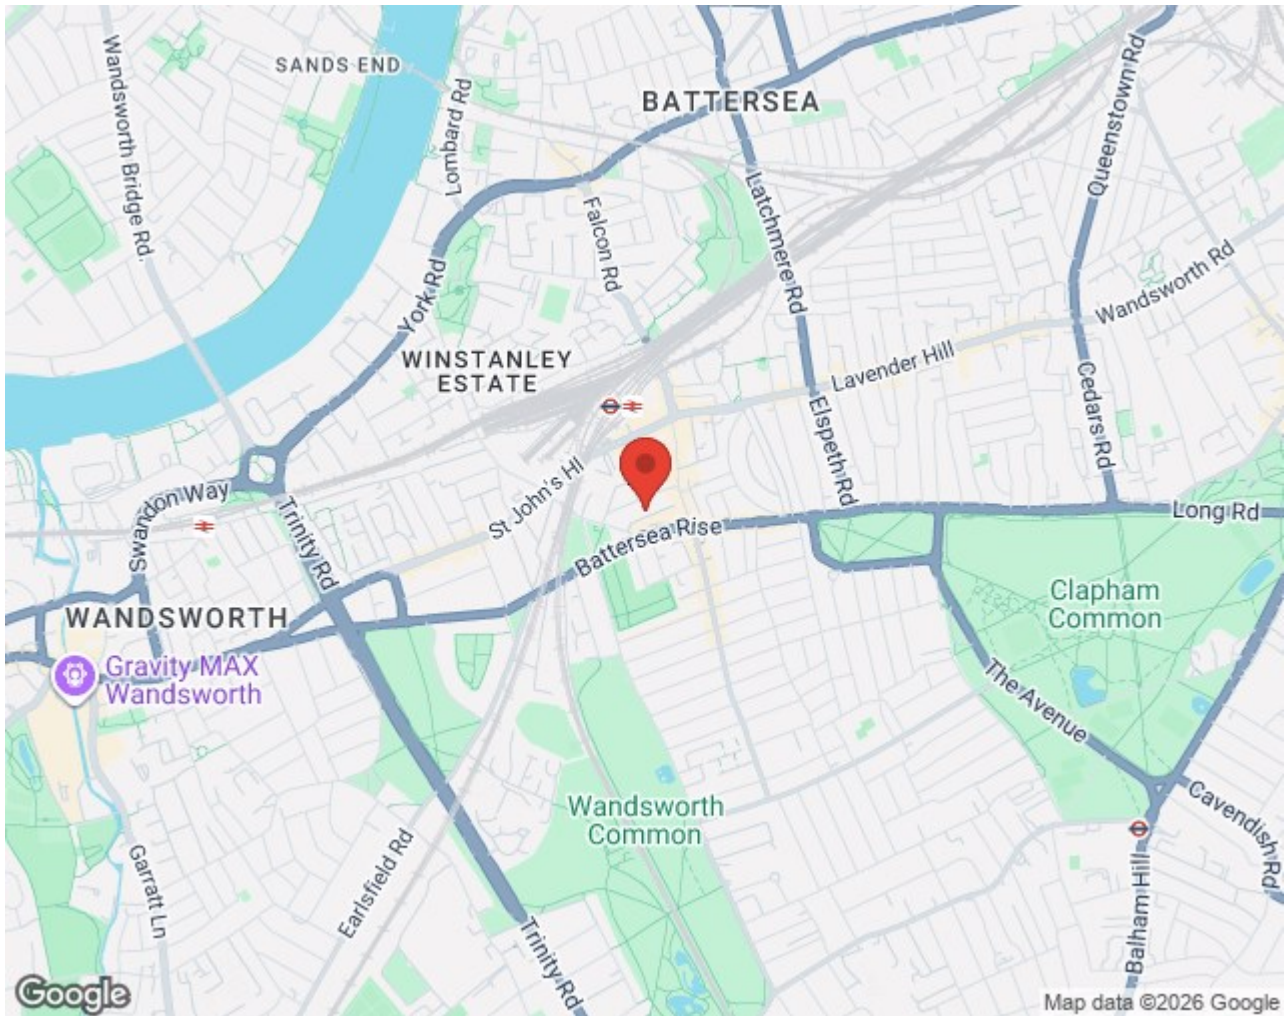 SANDS END
BATTERSEA
Wandsworth Bridge Rd.
Lombard Rd
Queenstown Rd
Falcon Rd
Latchmere Rd
York Rd
Wandsworth Rd
WINSTANLEY
ESTATE
Lavender Hill
Cedars Rd
Elspeth Rd
St John's Hl
Swandon Way
Trinity Rd
Battersea Rise
Long Rd
Clapham
Common
WANDSWORTH
Gravity MAX
Wandsworth
The Avenue
Wandsworth
Common
Cavendish Rd
Garratt Ln
Earlsfield Rd
Trinity Rd
Balham Hill
Google
Map data ©2026 Google